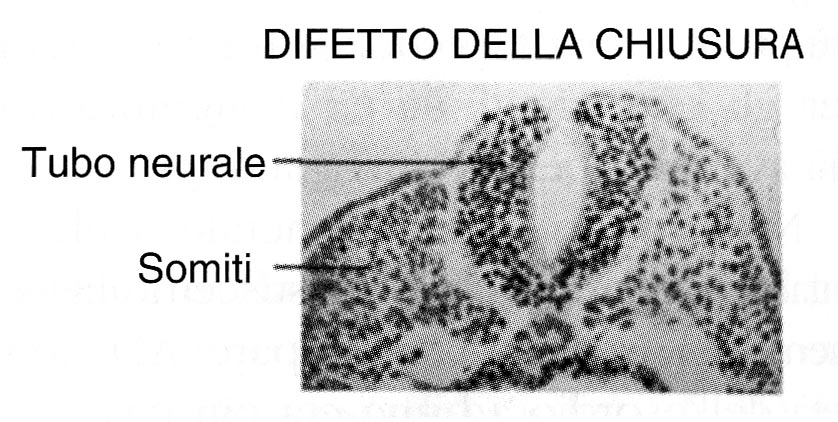 DIFETTO DELLA CHIUSURA
Tubo neurale
Somiti